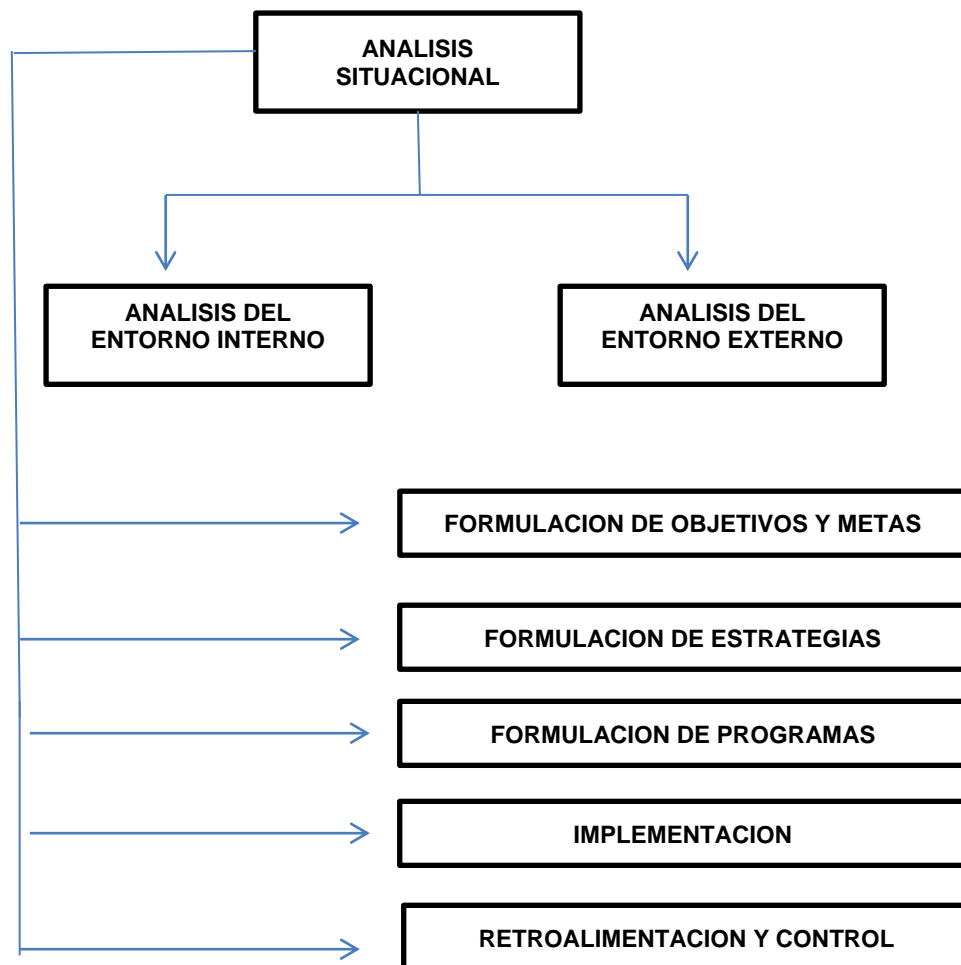 ANALISIS
SITUACIONAL
ANALISIS DEL
ENTORNO INTERNO
ANALISIS DEL
ENTORNO EXTERNO
FORMULACION DE OBJETIVOS Y METAS
FORMULACION DE ESTRATEGIAS
FORMULACION DE PROGRAMAS
IMPLEMENTACION
RETROALIMENTACION Y CONTROL